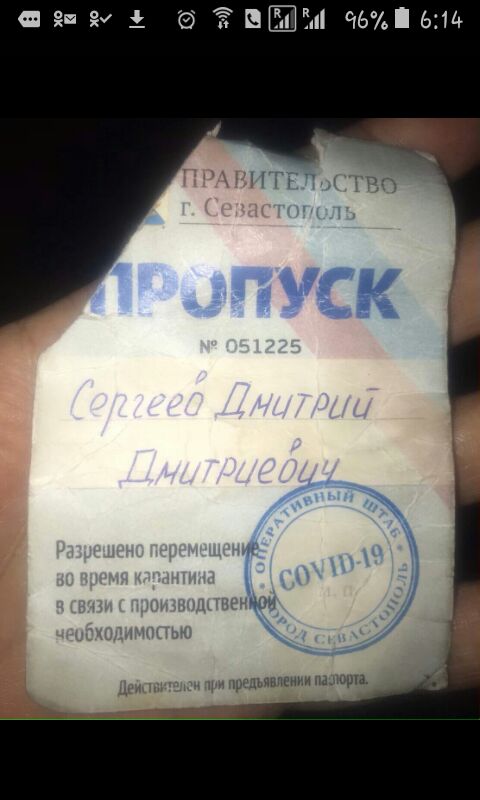 96% 6:14
ПРАВИТЕЛЬСТВО
г. Севастополь
ПРОПУСК
№ 051225
Сергеев Дмитрий
Дмитриевич
Разрешено перемещение
во время карантина
в связи с производственной
необходимостью
ОПЕРАТИВНЫЙ ШТАБ
COVID-19
М. П.
ГОРОД СЕВАСТОПОЛЬ
Действителен при предъявлении паспорта.